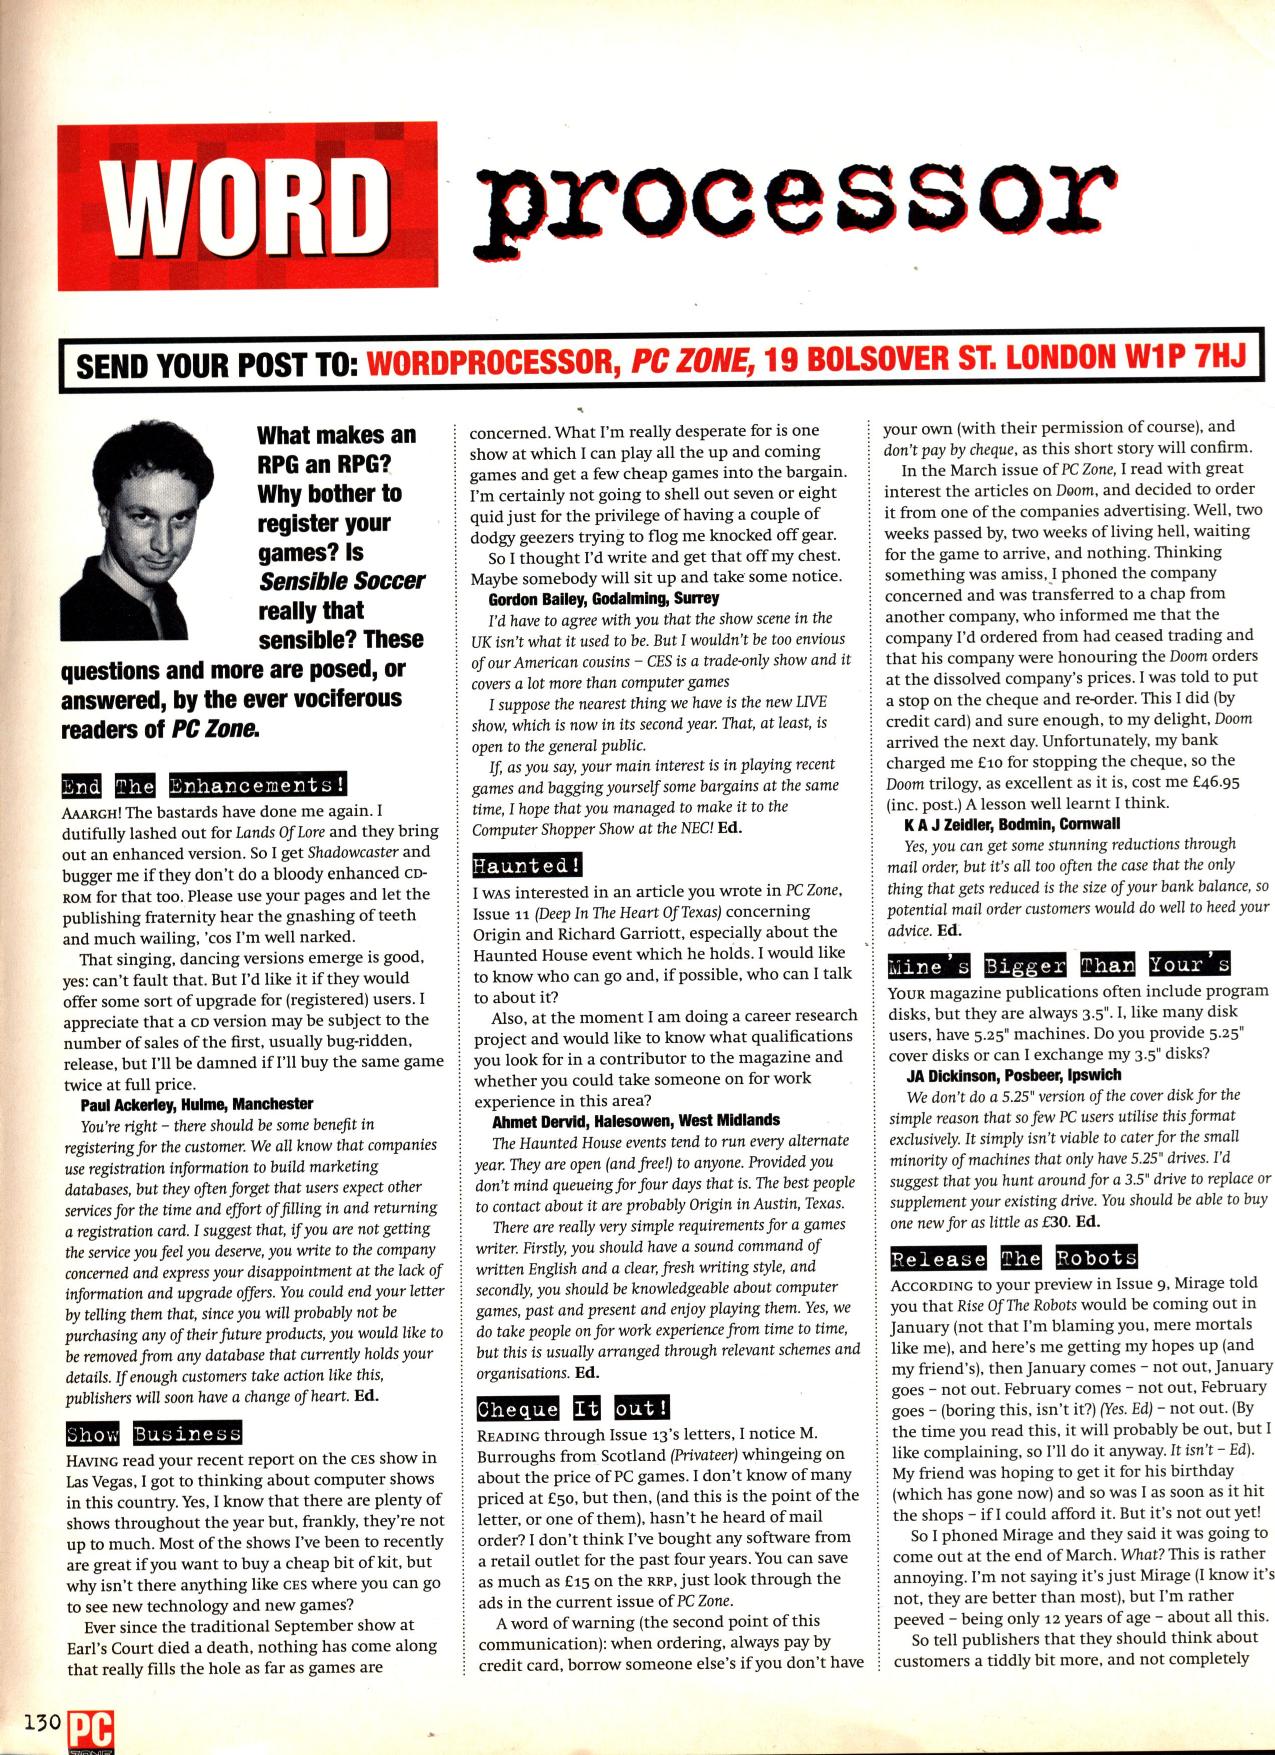 WORD processor
SEND YOUR POST TO: WORDPROCESSOR, PC ZONE, 19 BOLSOVER ST. LONDON W1P 7HJ
What makes an
RPG an RPG?
Why bother to
register your
games? Is
Sensible Soccer
really that
sensible? These
questions and more are posed, or
answered, by the ever vociferous
readers of PC Zone.
End The Enhancements!
AAARGH! The bastards have done me again. I
dutifully lashed out for Lands Of Lore and they bring
out an enhanced version. So I get Shadowcaster and
bugger me if they don't do a bloody enhanced CD-
ROM for that too. Please use your pages and let the
publishing fraternity hear the gnashing of teeth
and much wailing, 'cos I'm well narked.
That singing, dancing versions emerge is good,
yes: can't fault that. But I'd like it if they would
offer some sort of upgrade for (registered) users. I
appreciate that a CD version may be subject to the
number of sales of the first, usually bug-ridden,
release, but I'll be damned if I'll buy the same game
twice at full price.
Paul Ackerley, Hulme, Manchester
You're right – there should be some benefit in
registering for the customer. We all know that companies
use registration information to build marketing
databases, but they often forget that users expect other
services for the time and effort of filling in and returning
a registration card. I suggest that, if you are not getting
the service you feel you deserve, you write to the company
concerned and express your disappointment at the lack of
information and upgrade offers. You could end your letter
by telling them that, since you will probably not be
purchasing any of their future products, you would like to
be removed from any database that currently holds your
details. If enough customers take action like this,
publishers will soon have a change of heart. Ed.
Show Business
HAVING read your recent report on the CES show in
Las Vegas, I got to thinking about computer shows
in this country. Yes, I know that there are plenty of
shows throughout the year but, frankly, they're not
up to much. Most of the shows I've been to recently
are great if you want to buy a cheap bit of kit, but
why isn't there anything like CES where you can go
to see new technology and new games?
Ever since the traditional September show at
Earl's Court died a death, nothing has come along
that really fills the hole as far as games are
concerned. What I'm really desperate for is one
show at which I can play all the up and coming
games and get a few cheap games into the bargain.
I'm certainly not going to shell out seven or eight
quid just for the privilege of having a couple of
dodgy geezers trying to flog me knocked off gear.
So I thought I'd write and get that off my chest.
Maybe somebody will sit up and take some notice.
Gordon Bailey, Godalming, Surrey
I'd have to agree with you that the show scene in the
UK isn't what it used to be. But I wouldn't be too envious
of our American cousins – CES is a trade-only show and it
covers a lot more than computer games
I suppose the nearest thing we have is the new LIVE
show, which is now in its second year. That, at least, is
open to the general public.
If, as you say, your main interest is in playing recent
games and bagging yourself some bargains at the same
time, I hope that you managed to make it to the
Computer Shopper Show at the NEC! Ed.
Haunted!
I WAS interested in an article you wrote in PC Zone,
Issue 11 (Deep In The Heart Of Texas) concerning
Origin and Richard Garriott, especially about the
Haunted House event which he holds. I would like
to know who can go and, if possible, who can I talk
to about it?
Also, at the moment I am doing a career research
project and would like to know what qualifications
you look for in a contributor to the magazine and
whether you could take someone on for work
experience in this area?
Ahmet Dervid, Halesowen, West Midlands
The Haunted House events tend to run every alternate
year. They are open (and free!) to anyone. Provided you
don't mind queueing for four days that is. The best people
to contact about it are probably Origin in Austin, Texas.
There are really very simple requirements for a games
writer. Firstly, you should have a sound command of
written English and a clear, fresh writing style, and
secondly, you should be knowledgeable about computer
games, past and present and enjoy playing them. Yes, we
do take people on for work experience from time to time,
but this is usually arranged through relevant schemes and
organisations. Ed.
Cheque It out!
READING through Issue 13's letters, I notice M.
Burroughs from Scotland (Privateer) whingeing on
about the price of PC games. I don't know of many
priced at £50, but then, (and this is the point of the
letter, or one of them), hasn't he heard of mail
order? I don't think I've bought any software from
a retail outlet for the past four years. You can save
as much as £15 on the RRP, just look through the
ads in the current issue of PC Zone.
A word of warning (the second point of this
communication): when ordering, always pay by
credit card, borrow someone else's if you don't have
your own (with their permission of course), and
don't pay by cheque, as this short story will confirm.
In the March issue of PC Zone, I read with great
interest the articles on Doom, and decided to order
it from one of the companies advertising. Well, two
weeks passed by, two weeks of living hell, waiting
for the game to arrive, and nothing. Thinking
something was amiss, I phoned the company
concerned and was transferred to a chap from
another company, who informed me that the
company I'd ordered from had ceased trading and
that his company were honouring the Doom orders
at the dissolved company's prices. I was told to put
a stop on the cheque and re-order. This I did (by
credit card) and sure enough, to my delight, Doom
arrived the next day. Unfortunately, my bank
charged me £10 for stopping the cheque, so the
Doom trilogy, as excellent as it is, cost me £46.95
(inc. post.) A lesson well learnt I think.
K A J Zeidler, Bodmin, Cornwall
Yes, you can get some stunning reductions through
mail order, but it's all too often the case that the only
thing that gets reduced is the size of your bank balance, so
potential mail order customers would do well to heed your
advice. Ed.
Mine's Bigger Than Your's
YOUR magazine publications often include program
disks, but they are always 3.5". I, like many disk
users, have 5.25" machines. Do you provide 5.25"
cover disks or can I exchange my 3.5" disks?
JA Dickinson, Posbeer, Ipswich
We don't do a 5.25" version of the cover disk for the
simple reason that so few PC users utilise this format
exclusively. It simply isn't viable to cater for the small
minority of machines that only have 5.25" drives. I'd
suggest that you hunt around for a 3.5" drive to replace or
supplement your existing drive. You should be able to buy
one new for as little as £30. Ed.
Release The Robots
ACCORDING to your preview in Issue 9, Mirage told
you that Rise Of The Robots would be coming out in
January (not that I'm blaming you, mere mortals
like me), and here's me getting my hopes up (and
my friend's), then January comes – not out, January
goes – not out. February comes – not out, February
goes – (boring this, isn't it?) (Yes. Ed) – not out. (By
the time you read this, it will probably be out, but I
like complaining, so I'll do it anyway. It isn't – Ed).
My friend was hoping to get it for his birthday
(which has gone now) and so was I as soon as it hit
the shops – if I could afford it. But it's not out yet!
So I phoned Mirage and they said it was going to
come out at the end of March. What? This is rather
annoying. I'm not saying it's just Mirage (I know it's
not, they are better than most), but I'm rather
peeved – being only 12 years of age – about all this.
So tell publishers that they should think about
customers a tiddly bit more, and not completely
130 PC